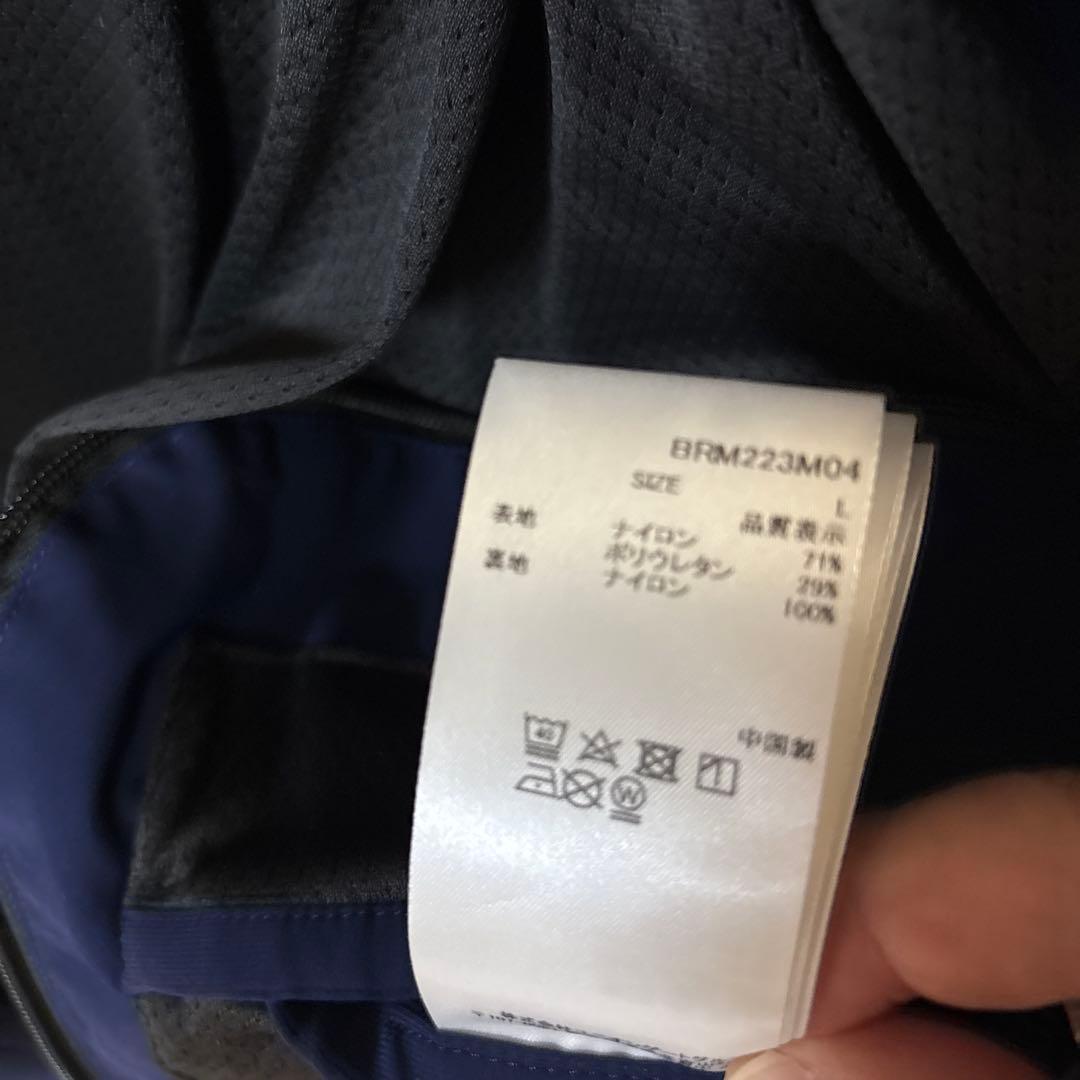 BRM223M04
SIZE L
品質表示
表地 ナイロン 71%
ポリウレタン 29%
裏地 ナイロン 100%
中国製
40
W